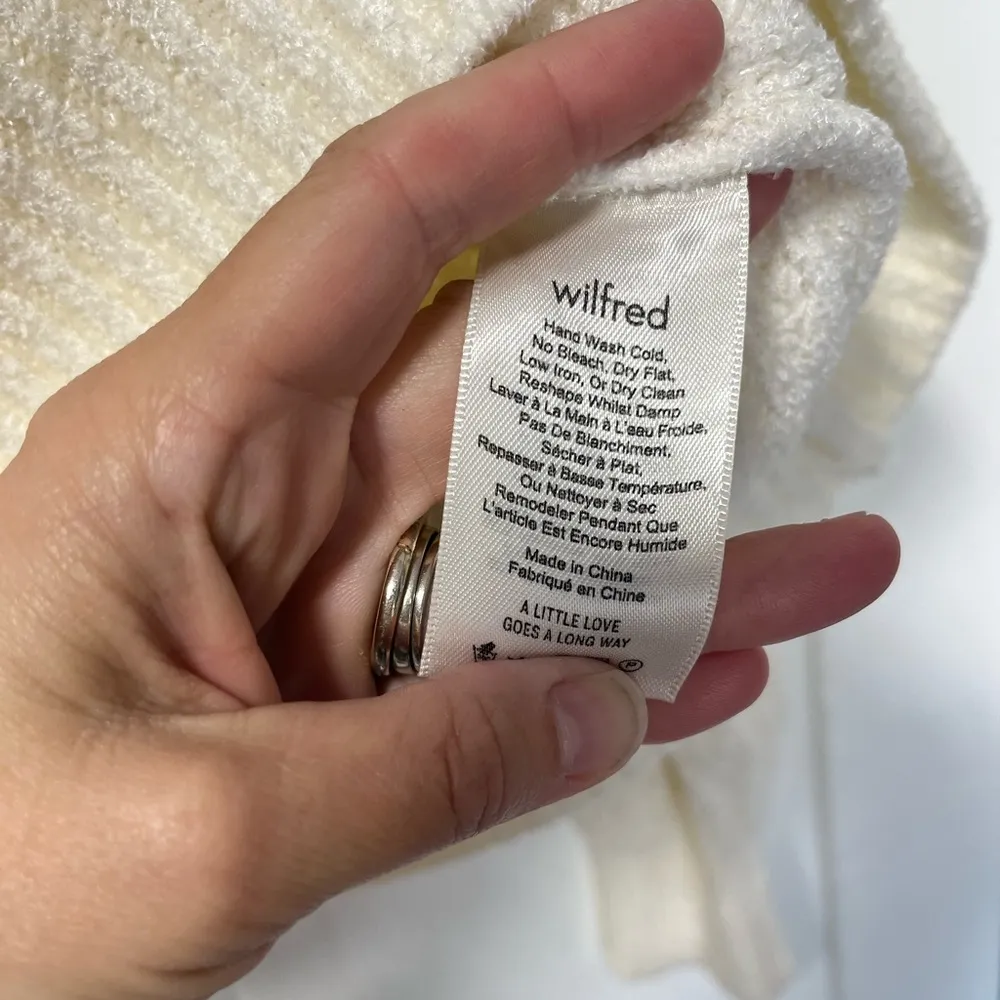 wilfred
Hand Wash Cold,
No Bleach, Dry Flat,
Low Iron, Or Dry Clean
Reshape Whilst Damp
Laver à La Main à L'eau Froide,
Pas De Blanchiment,
Sécher à Plat,
Repasser à Basse Température,
Ou Nettoyer à Sec
Remodeler Pendant Que
L'article Est Encore Humide
Made in China
Fabriqué en Chine
A LITTLE LOVE
GOES A LONG WAY
P